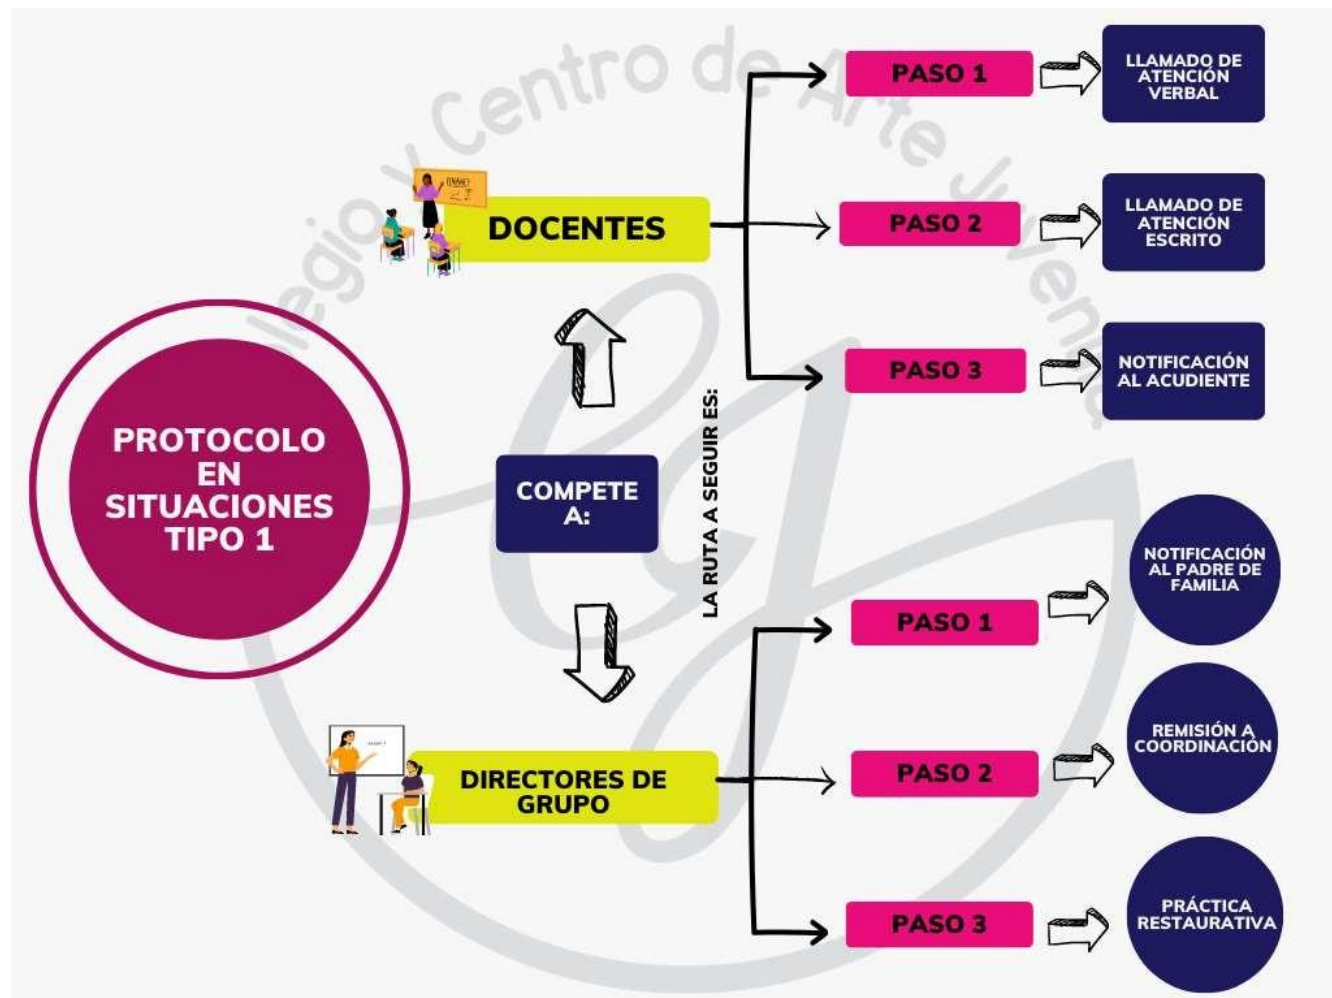 Colegio y Centro de Arte Juvenil
PROTOCOLO
EN
SITUACIONES
TIPO 1
COMPETE
A:
LA RUTA A SEGUIR ES:
DOCENTES
PASO 1
LLAMADO DE
ATENCIÓN
VERBAL
PASO 2
LLAMADO DE
ATENCIÓN
ESCRITO
PASO 3
NOTIFICACIÓN
AL ACUDIENTE
DIRECTORES DE
GRUPO
PASO 1
NOTIFICACIÓN
AL PADRE DE
FAMILIA
PASO 2
REMISIÓN A
COORDINACIÓN
PASO 3
PRÁCTICA
RESTAURATIVA